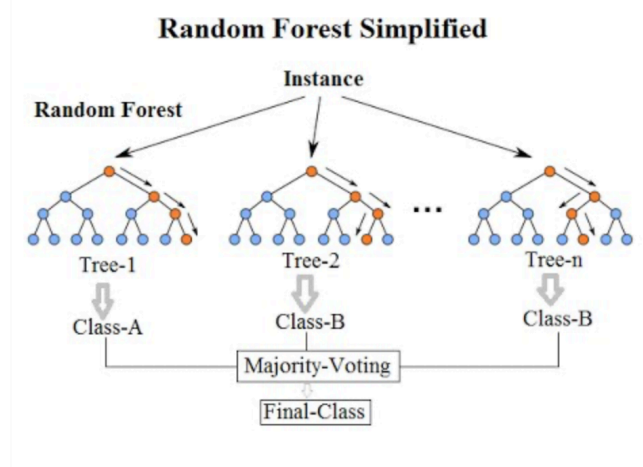 Random Forest Simplified
Instance
Random Forest
...
Tree-1
Tree-2
Tree-n
Class-A
Class-B
Class-B
Majority-Voting
Final-Class